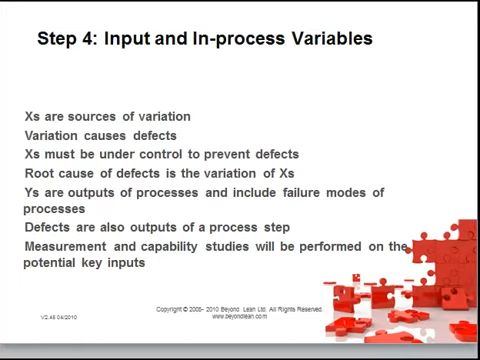 Step 4: Input and In-process Variables
Xs are sources of variation
Variation causes defects
Xs must be under control to prevent defects
Root cause of defects is the variation of Xs
Ys are outputs of processes and include failure modes of
processes
Defects are also outputs of a process step
Measurement and capability studies will be performed on the
potential key inputs
Copyright © 2005- 2010 Beyond Lean Ltd. All Rights Reserved.
V2.45 04/2010
www.beyondlean.com